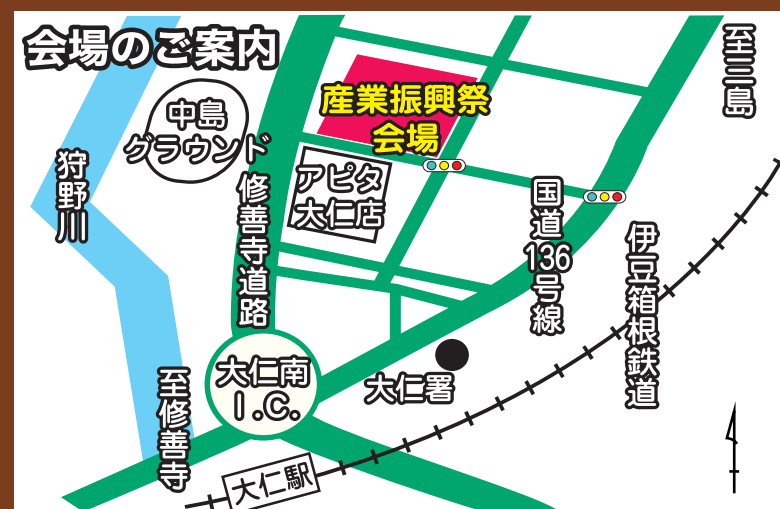 会場のご案内
至三島
中島
グラウンド
産業振興祭
会場
狩野川
修善寺道路
アピタ
大仁店
国道136号線
伊豆箱根鉄道
大仁南
I.C.
大仁署
至修善寺
大仁駅